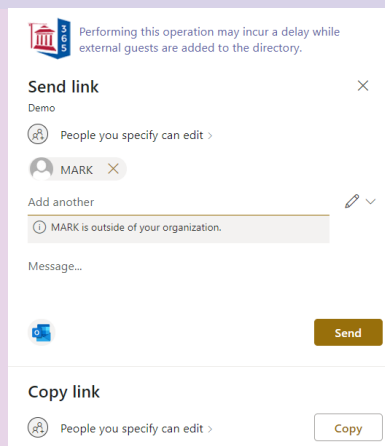 365
Performing this operation may incur a delay while
external guests are added to the directory.
Send link
Demo
People you specify can edit >
MARK
Add another
MARK is outside of your organization.
Message...
Send
Copy link
People you specify can edit >
Copy